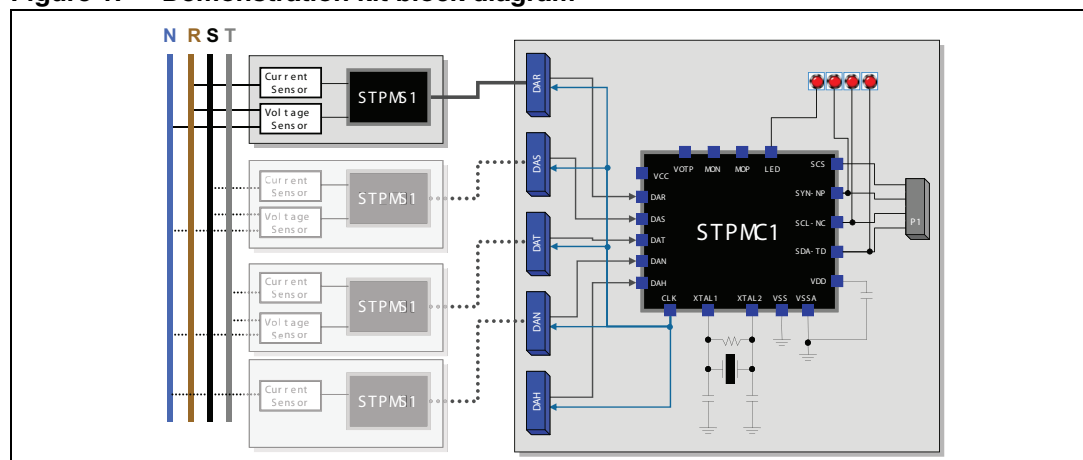 Figure 1. Demonstration kit block diagram
N R S T
Current
Sensor
Voltage
Sensor
STPMS1
Current
Sensor
Voltage
Sensor
STPMS1
Current
Sensor
Voltage
Sensor
STPMS1
Current
Sensor
STPMS1
DAR
DAS
DAT
DAN
DAH
VCC
VOTP
MON
MOP
LED
DAR
DAS
DAT
DAN
DAH
STPMC1
SCS
SYN-NP
SCL-NC
SDA-TD
VDD
CLK
XTAL1
XTAL2
VSS
VSSA
P1